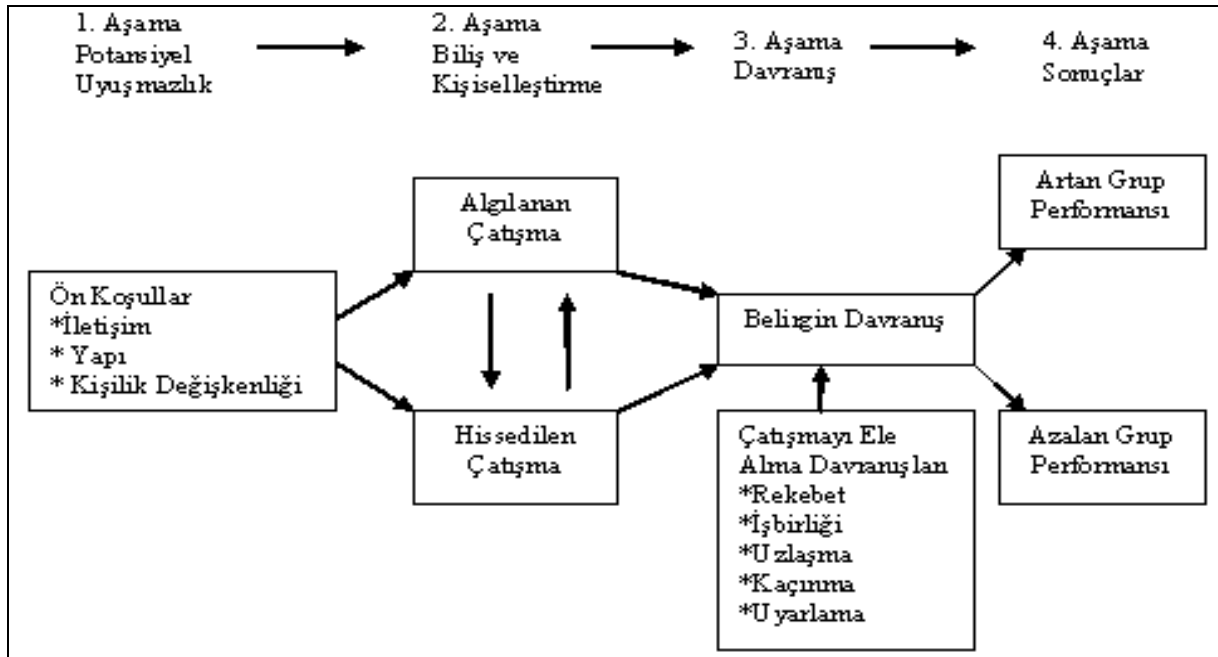 1. Aşama
Potansiyel
Uyuşmazlık
2. Aşama
Biliş ve
Kişiselleştirme
3. Aşama
Davranış
4. Aşama
Sonuçlar
Ön Koşullar
*İletişim
* Yapı
* Kişilik Değişkenliği
Algılanan
Çatışma
Hissedilen
Çatışma
Belirgin Davranış
Çatışmayı Ele
Alma Davranışları
*Rekebet
*İşbirliği
*Uzlaşma
*Kaçınma
*Uyarlama
Artan Grup
Performansı
Azalan Grup
Performansı